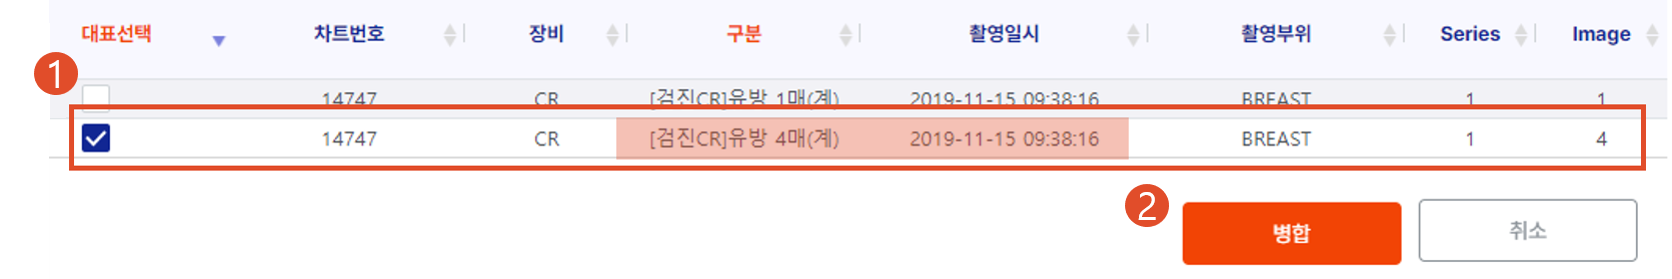 대표선택 차트번호 장비 구분 촬영일시 촬영부위 Series Image
1
14747 CR [검진CR]유방 1매(계) 2019-11-15 09:38:16 BREAST 1 1
14747 CR [검진CR]유방 4매(계) 2019-11-15 09:38:16 BREAST 1 4
2 병합 취소